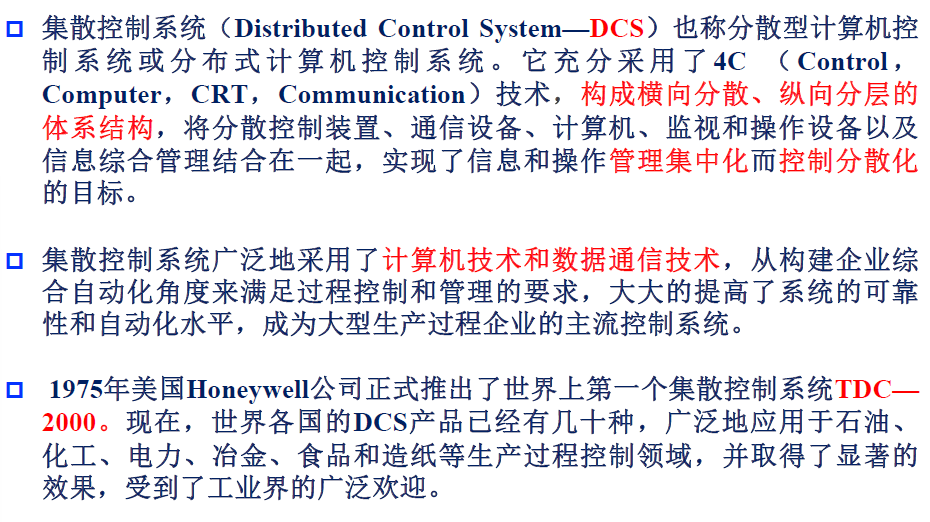 集散控制系统（Distributed Control System—DCS）也称分散型计算机控
制系统或分布式计算机控制系统。它充分采用了4C （Control，
Computer，CRT，Communication）技术，构成横向分散、纵向分层的
体系结构，将分散控制装置、通信设备、计算机、监视和操作设备以及
信息综合管理结合在一起，实现了信息和操作管理集中化而控制分散化
的目标。
集散控制系统广泛地采用了计算机技术和数据通信技术，从构建企业综
合自动化角度来满足过程控制和管理的要求，大大的提高了系统的可靠
性和自动化水平，成为大型生产过程企业的主流控制系统。
1975年美国Honeywell公司正式推出了世界上第一个集散控制系统TDC—
2000。现在，世界各国的DCS产品已经有几十种，广泛地应用于石油、
化工、电力、冶金、食品和造纸等生产过程控制领域，并取得了显著的
效果，受到了工业界的广泛欢迎。